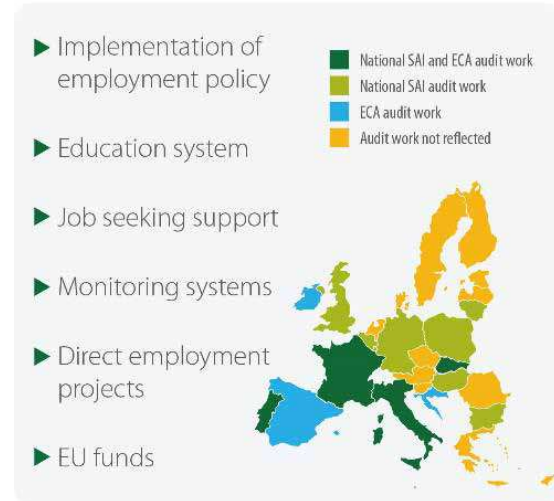 ▶ Implementation of
employment policy
▶ Education system
▶ Job seeking support
▶ Monitoring systems
▶ Direct employment
projects
▶ EU funds
National SAI and ECA audit work
National SAI audit work
ECA audit work
Audit work not reflected